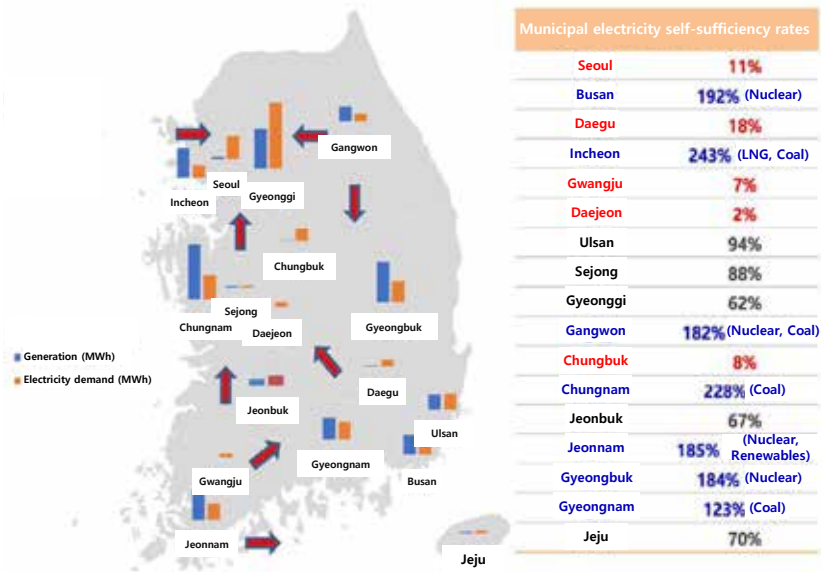 Gangwon
Seoul
Incheon
Gyeonggi
Chungbuk
Sejong
Chungnam
Daejeon
Gyeongbuk
Generation (MWh)
Electricity demand (MWh)
Jeonbuk
Daegu
Ulsan
Gyeongnam
Gwangju
Busan
Jeonnam
Jeju
Municipal electricity self-sufficiency rates
Seoul 11%
Busan 192% (Nuclear)
Daegu 18%
Incheon 243% (LNG, Coal)
Gwangju 7%
Daejeon 2%
Ulsan 94%
Sejong 88%
Gyeonggi 62%
Gangwon 182% (Nuclear, Coal)
Chungbuk 8%
Chungnam 228% (Coal)
Jeonbuk 67%
Jeonnam 185% (Nuclear,
Renewables)
Gyeongbuk 184% (Nuclear)
Gyeongnam 123% (Coal)
Jeju 70%